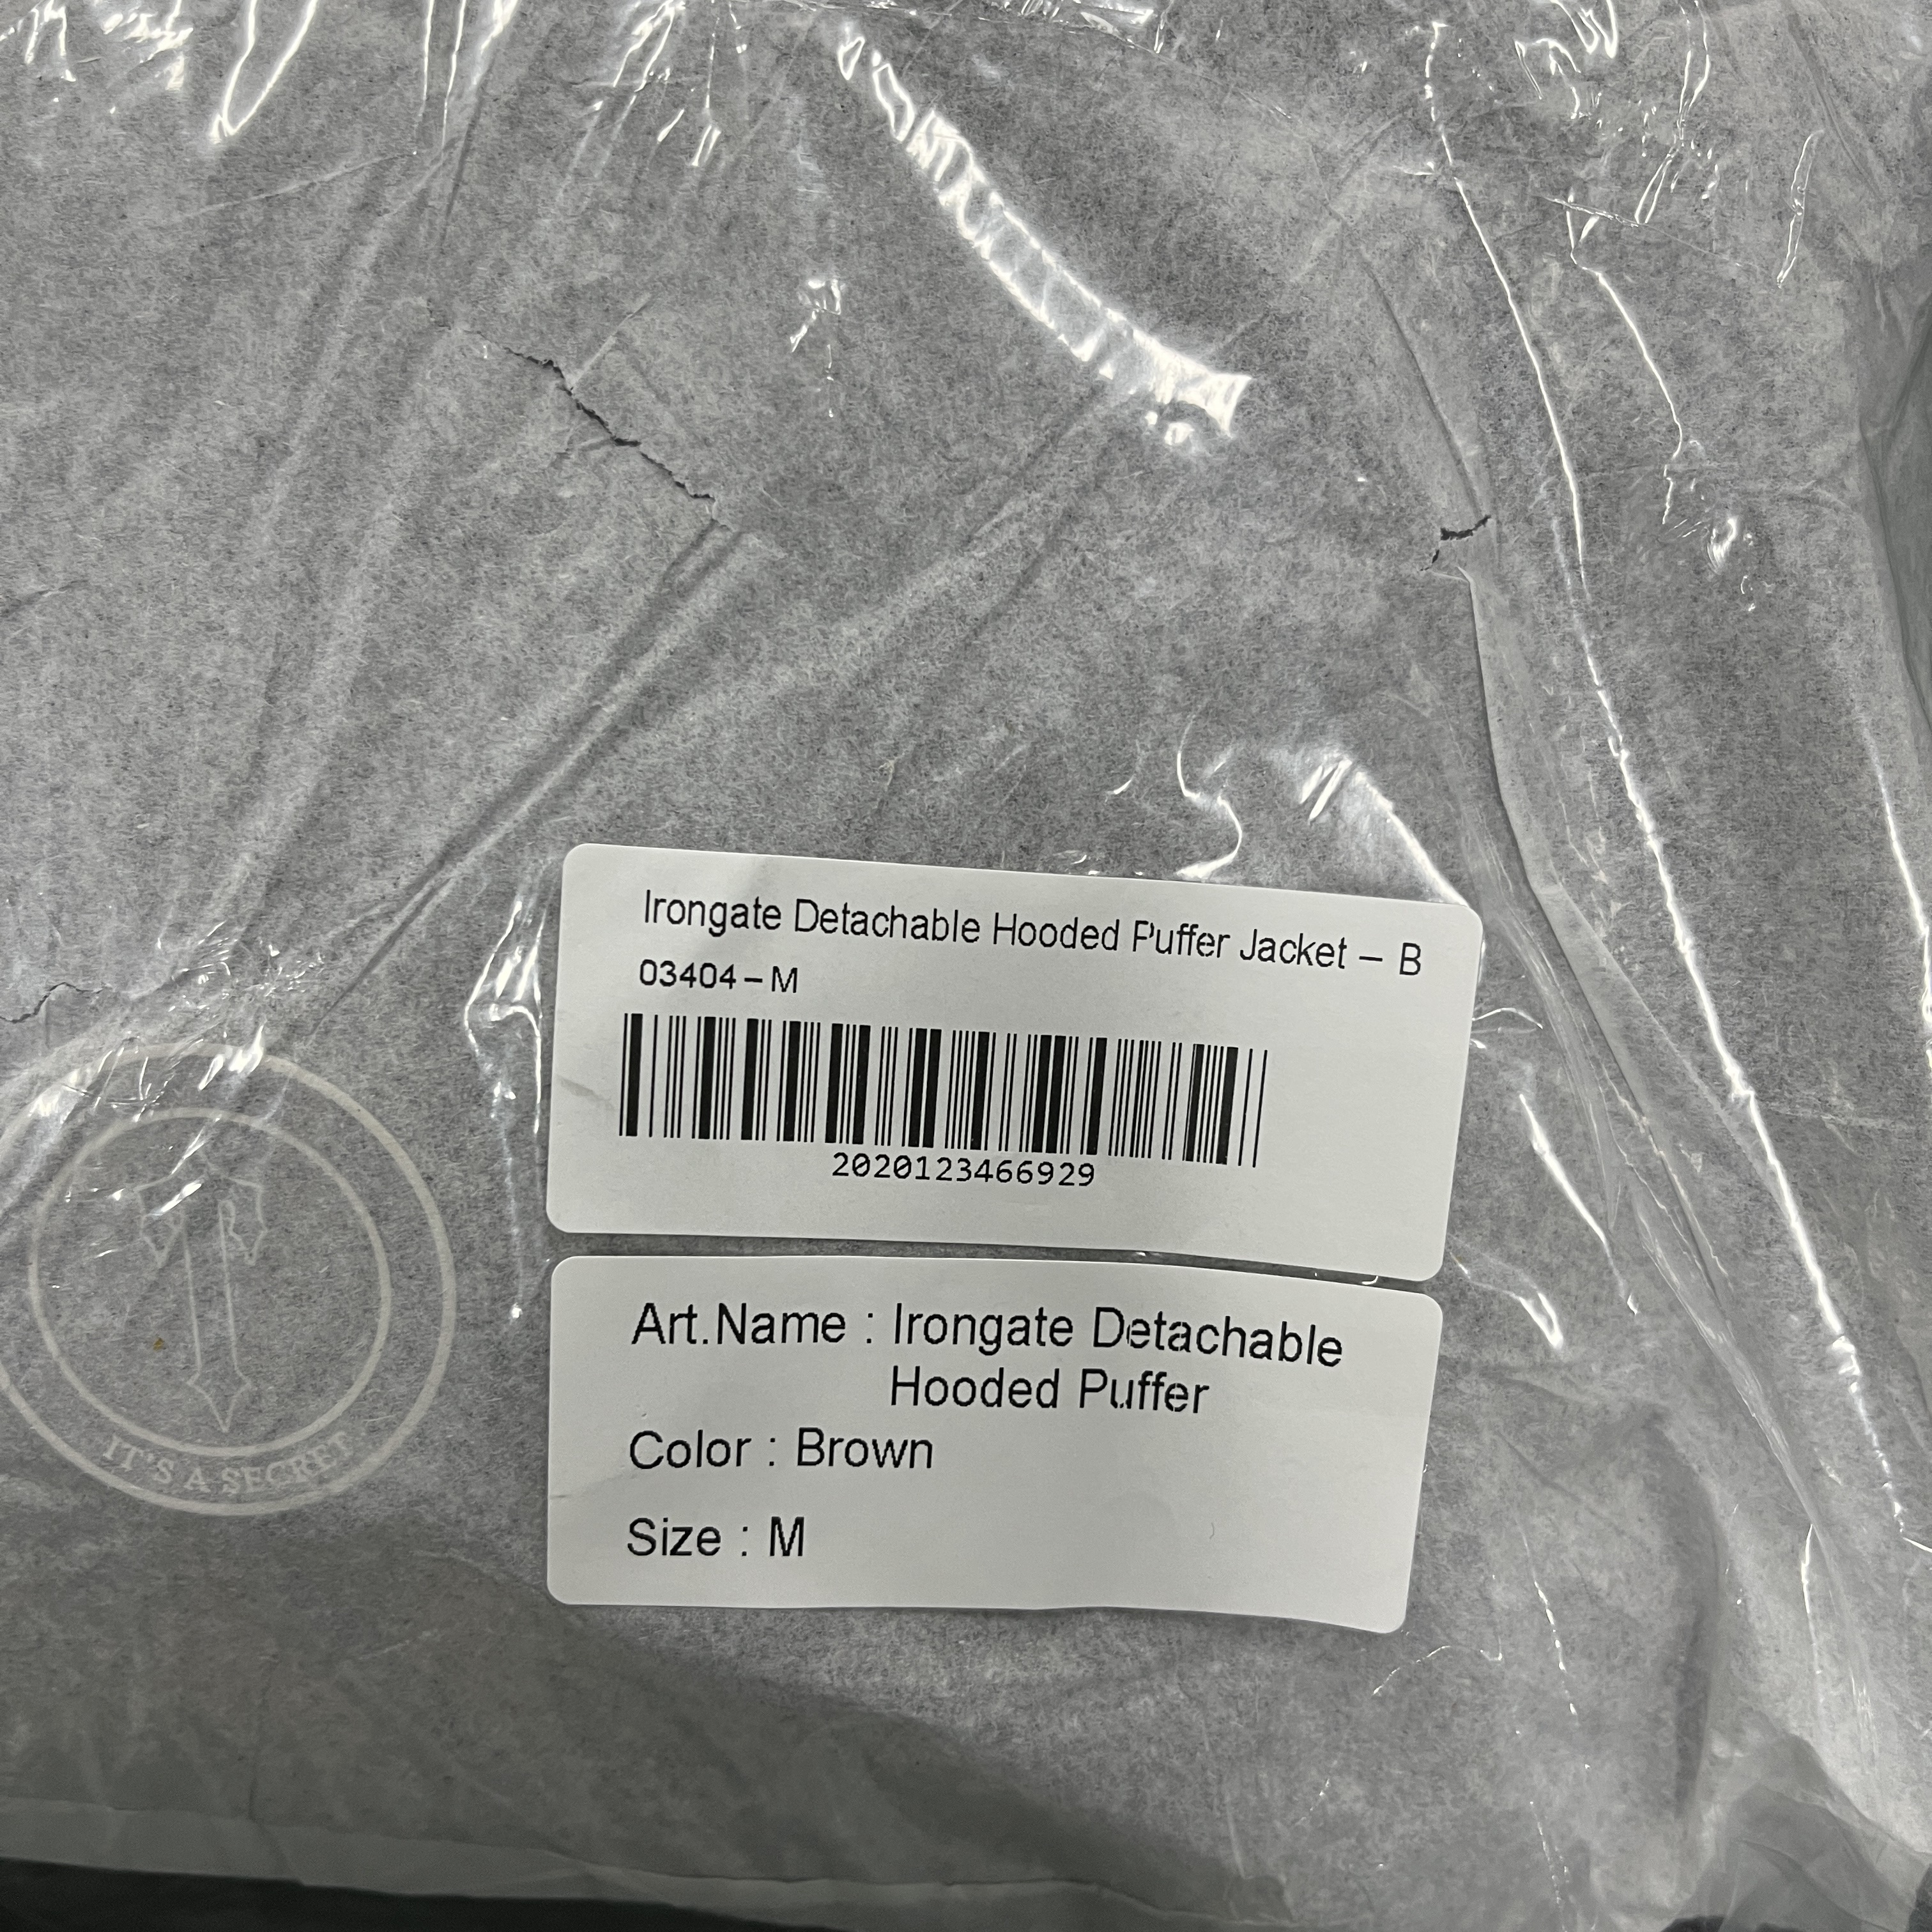 Irongate Detachable Hooded Puffer Jacket – B
03404–M
2020123466929
Art.Name : Irongate Detachable
Hooded Puffer
Color : Brown
Size : M
IT'S A SECRET